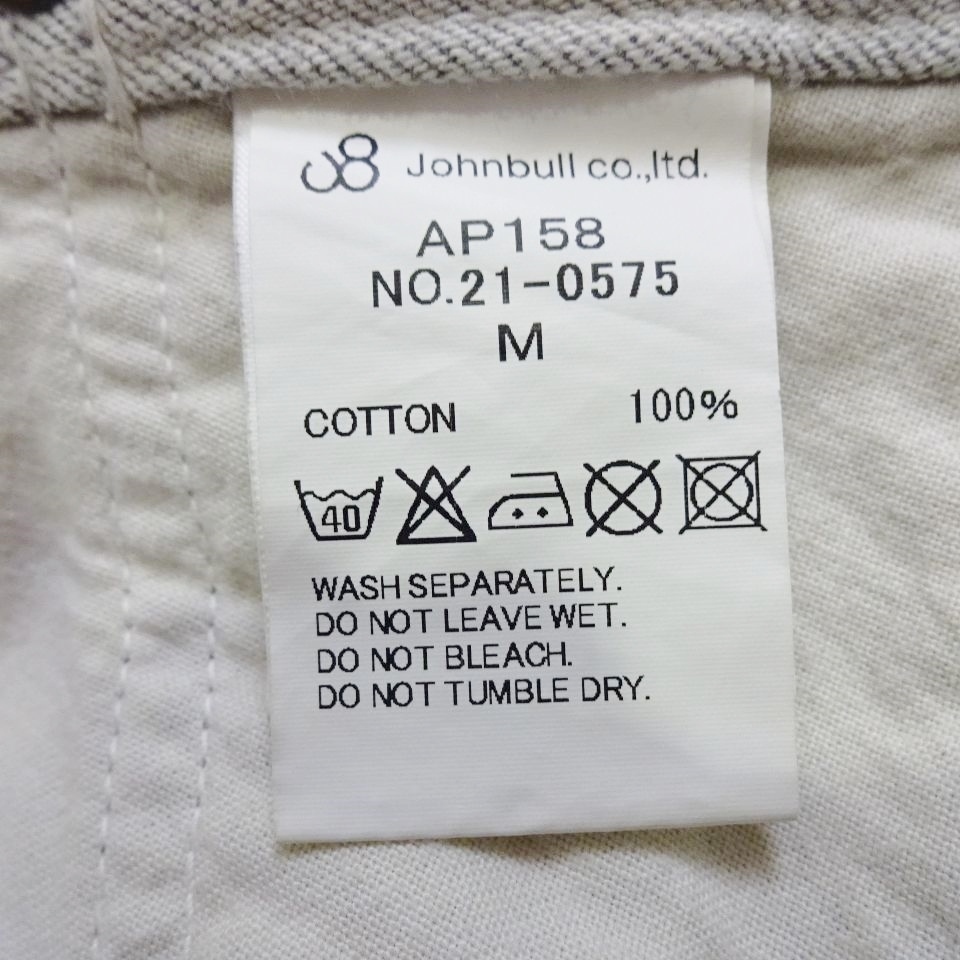 Johnbull co.,ltd.
AP158
NO.21-0575
M
COTTON 100%
40
WASH SEPARATELY.
DO NOT LEAVE WET.
DO NOT BLEACH.
DO NOT TUMBLE DRY.